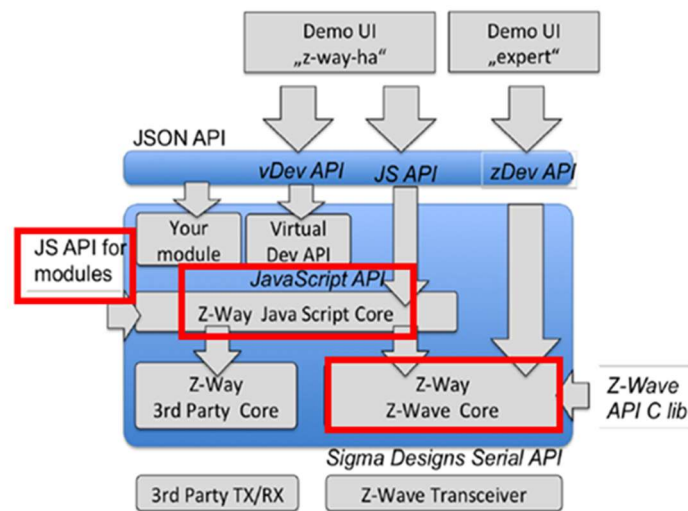 Demo UI
„z-way-ha“
Demo UI
„expert“
JSON API
vDev API
JS API
zDev API
Your
module
Virtual
Dev API
JS API for
modules
JavaScript API
Z-Way Java Script Core
Z-Way
3rd Party Core
Z-Way
Z-Wave Core
Z-Wave
API C lib
Sigma Designs Serial API
3rd Party TX/RX
Z-Wave Transceiver